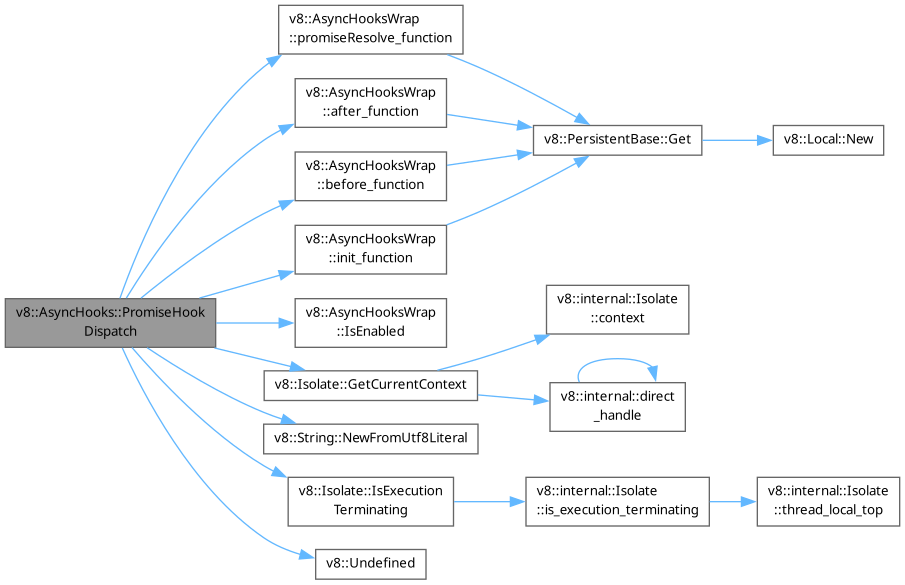 v8::AsyncHooksWrap
::promiseResolve_function
v8::AsyncHooksWrap
::after_function
v8::PersistentBase::Get
v8::Local::New
v8::AsyncHooksWrap
::before_function
v8::AsyncHooksWrap
::init_function
v8::AsyncHooks::PromiseHook
Dispatch
v8::AsyncHooksWrap
::IsEnabled
v8::internal::Isolate
::context
v8::Isolate::GetCurrentContext
v8::internal::direct
_handle
v8::String::NewFromUtf8Literal
v8::Isolate::IsExecution
Terminating
v8::internal::Isolate
::is_execution_terminating
v8::internal::Isolate
::thread_local_top
v8::Undefined